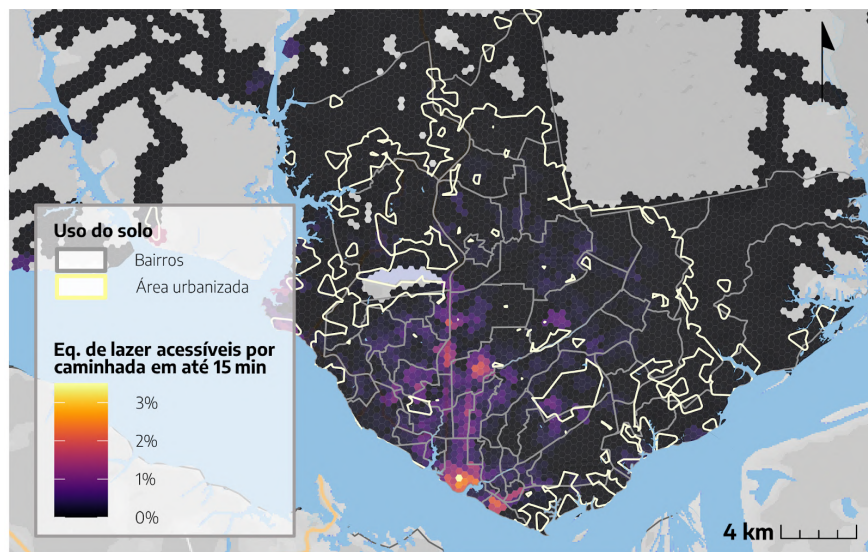 Uso do solo
Bairros
Área urbanizada
Eq. de lazer acessíveis por
caminhada em até 15 min
3%
2%
1%
0%
4 km